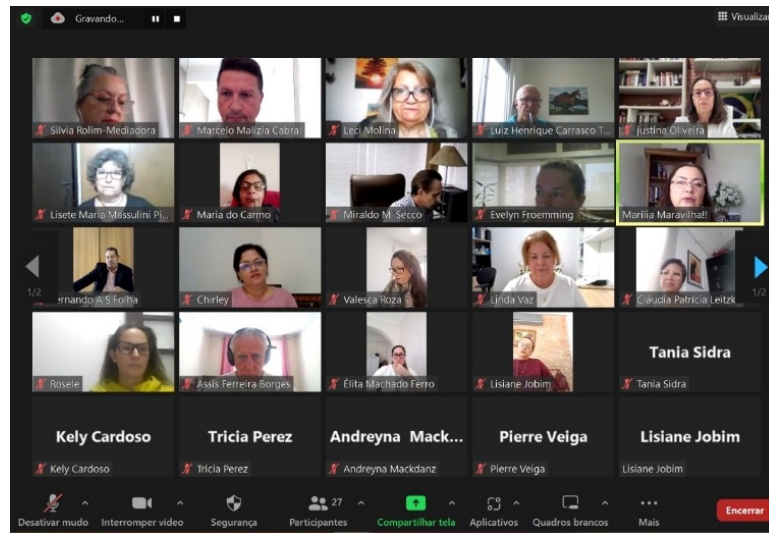 Gravando...
Visualizar
Silvia Rolim-Mediadora
Marcelo Malizia Cabral
Leci Molina
Luiz Henrique Carrasco T...
justina Oliveira
Lisete Maria Massulini Pi...
Maria do Carmo
Miraldo M. Secco
Evelyn Froemming
Marilia Maravilha!!
1/2
ernando A S Folha
Chirley
Valesca Roza
Linda Vaz
Claudia Patrícia Leitzk
1/2
Rosele
Assis Ferreira Borges
Élita Machado Ferro
Lisiane Jobim
Tania Sidra
Tania Sidra
Kely Cardoso
Tricia Perez
Andreyna Mack...
Pierre Veiga
Lisiane Jobim
Kely Cardoso
Tricia Perez
Andreyna Mackdanz
Pierre Veiga
Lisiane Jobim
27
Desativar mudo
Interromper vídeo
Segurança
Participantes
Compartilhar tela
Aplicativos
Quadros brancos
Mais
Encerrar